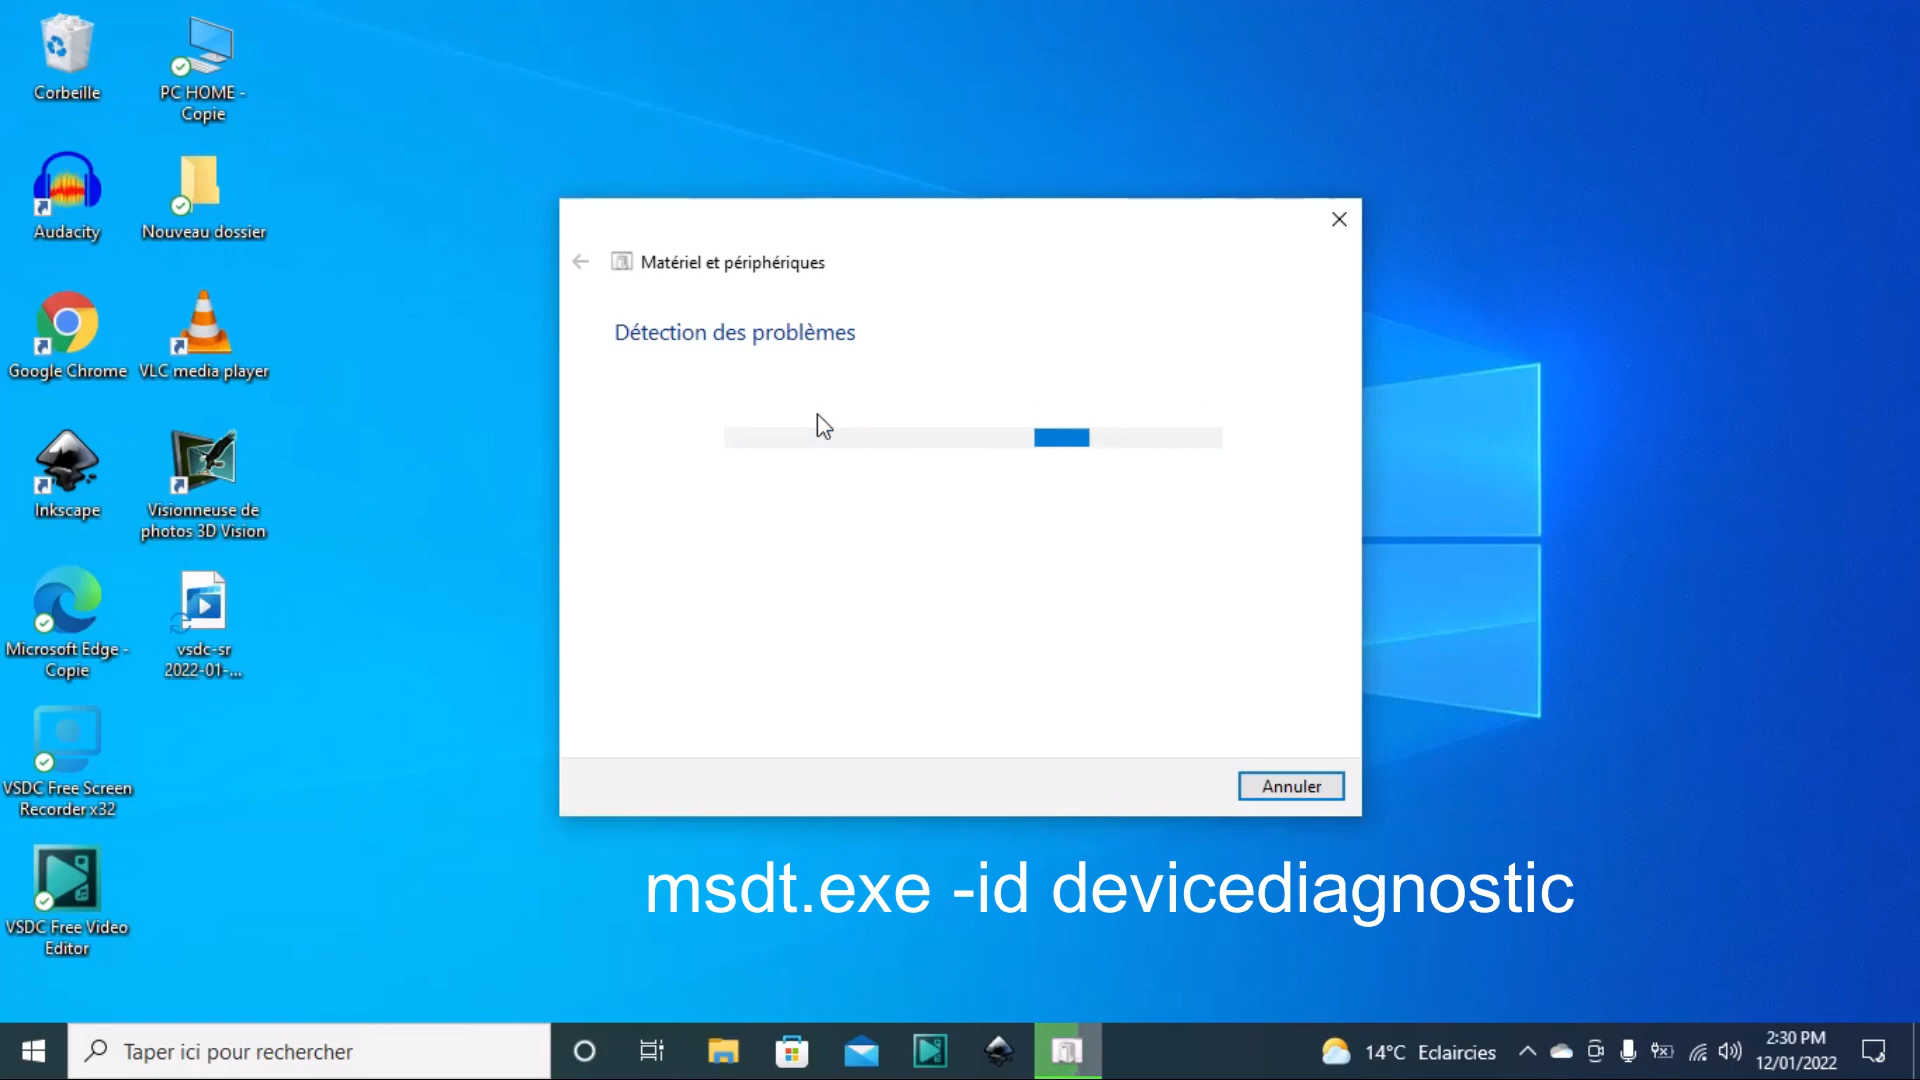 Corbeille
PC HOME -
Copie
Audacity
Nouveau dossier
Google Chrome
VLC media player
Inkscape
Visionneuse de
photos 3D Vision
Microsoft Edge -
Copie
vsdc-sr
2022-01-...
VSDC Free Screen
Recorder x32
VSDC Free Video
Editor
Matériel et périphériques
Détection des problèmes
Annuler
msdt.exe -id devicediagnostic
Taper ici pour rechercher
14°C Eclaircies
2:30 PM
12/01/2022